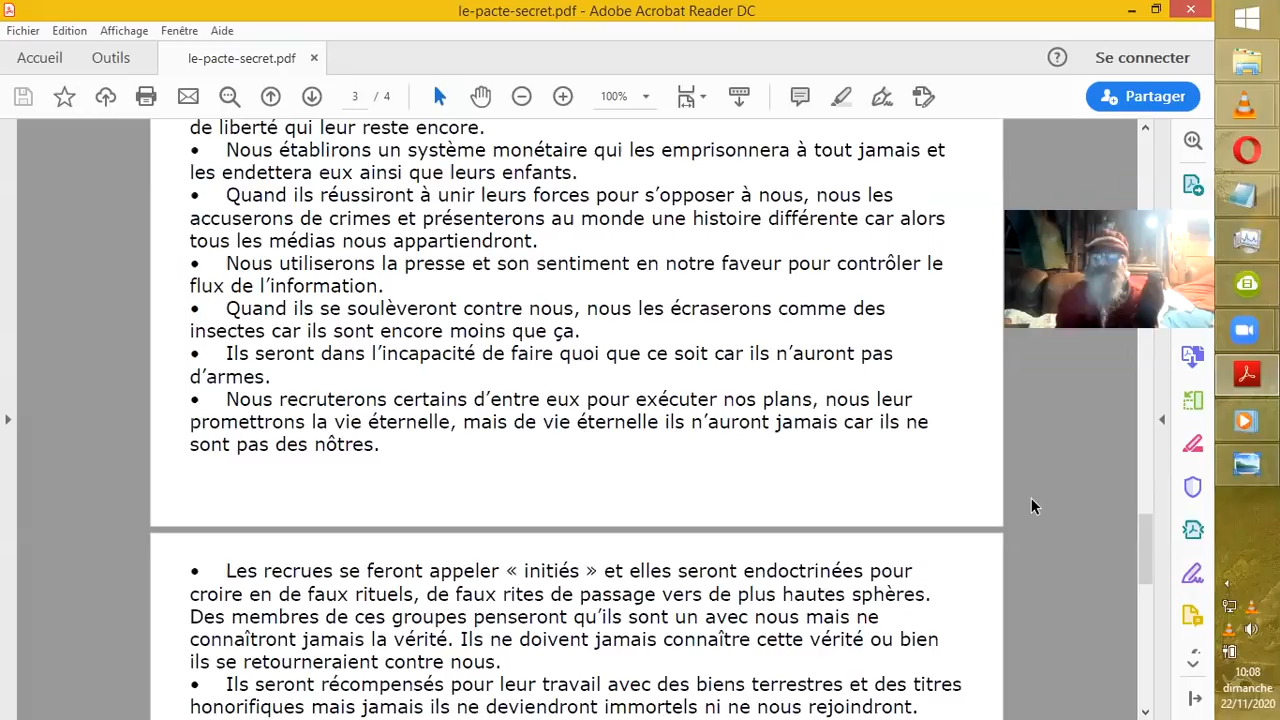 le-pacte-secret.pdf - Adobe Acrobat Reader DC
Fichier Edition Affichage Fenêtre Aide
Accueil Outils le-pacte-secret.pdf × Se connecter
3 / 4 100% Partager
de liberté qui leur reste encore.
• Nous établirons un système monétaire qui les emprisonnera à tout jamais et
les endettera eux ainsi que leurs enfants.
• Quand ils réussiront à unir leurs forces pour s’opposer à nous, nous les
accuserons de crimes et présenterons au monde une histoire différente car alors
tous les médias nous appartiendront.
• Nous utiliserons la presse et son sentiment en notre faveur pour contrôler le
flux de l’information.
• Quand ils se soulèveront contre nous, nous les écraserons comme des
insectes car ils sont encore moins que ça.
• Ils seront dans l’incapacité de faire quoi que ce soit car ils n’auront pas
d’armes.
• Nous recruterons certains d’entre eux pour exécuter nos plans, nous leur
promettrons la vie éternelle, mais de vie éternelle ils n’auront jamais car ils ne
sont pas des nôtres.
• Les recrues se feront appeler « initiés » et elles seront endoctrinées pour
croire en de faux rituels, de faux rites de passage vers de plus hautes sphères.
Des membres de ces groupes penseront qu’ils sont un avec nous mais ne
connaîtront jamais la vérité. Ils ne doivent jamais connaître cette vérité ou bien
ils se retourneraient contre nous.
• Ils seront récompensés pour leur travail avec des biens terrestres et des titres
honorifiques mais jamais ils ne deviendront immortels ni ne nous rejoindront.
10:08
dimanche
22/11/2020